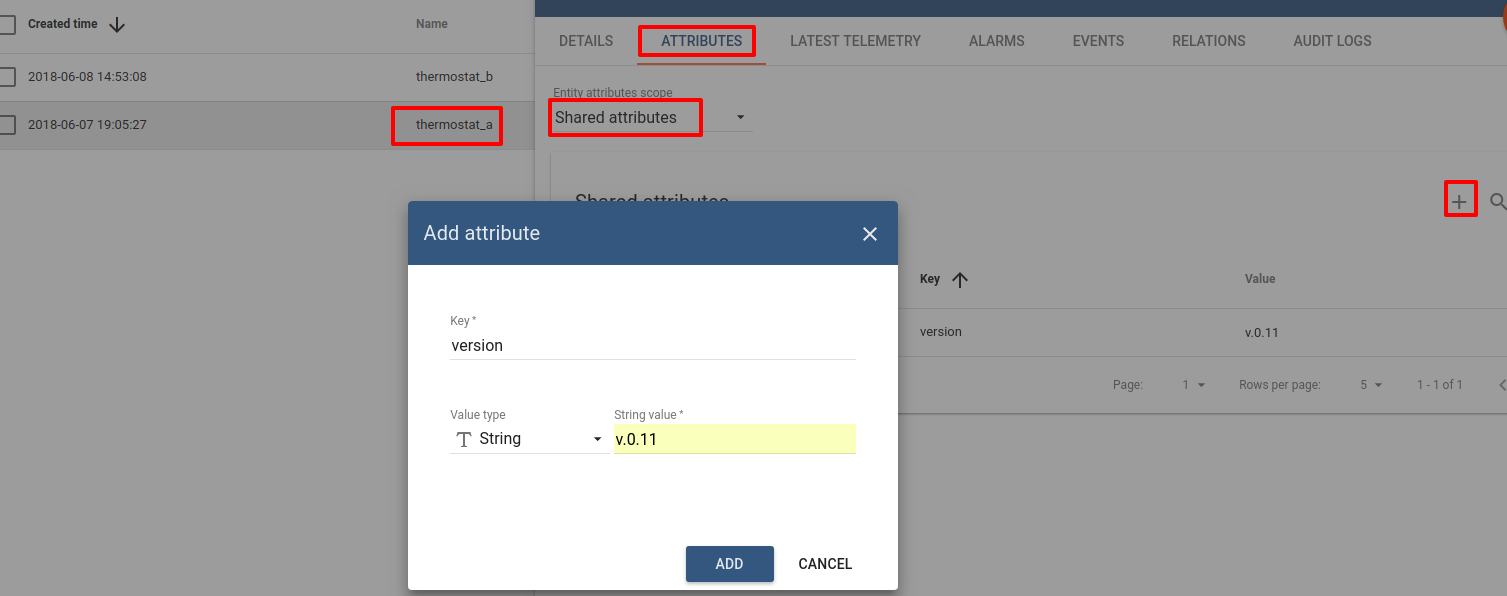 Created time
Name
2018-06-08 14:53:08
thermostat_b
2018-06-07 19:05:27
thermostat_a
DETAILS
ATTRIBUTES
LATEST TELEMETRY
ALARMS
EVENTS
RELATIONS
AUDIT LOGS
Entity attributes scope
Shared attributes
Shared attributes
Key
Value
version
v.0.11
Page:
1
Rows per page:
5
1 - 1 of 1
Add attribute
Key *
version
Value type
String value *
String
v.0.11
ADD
CANCEL